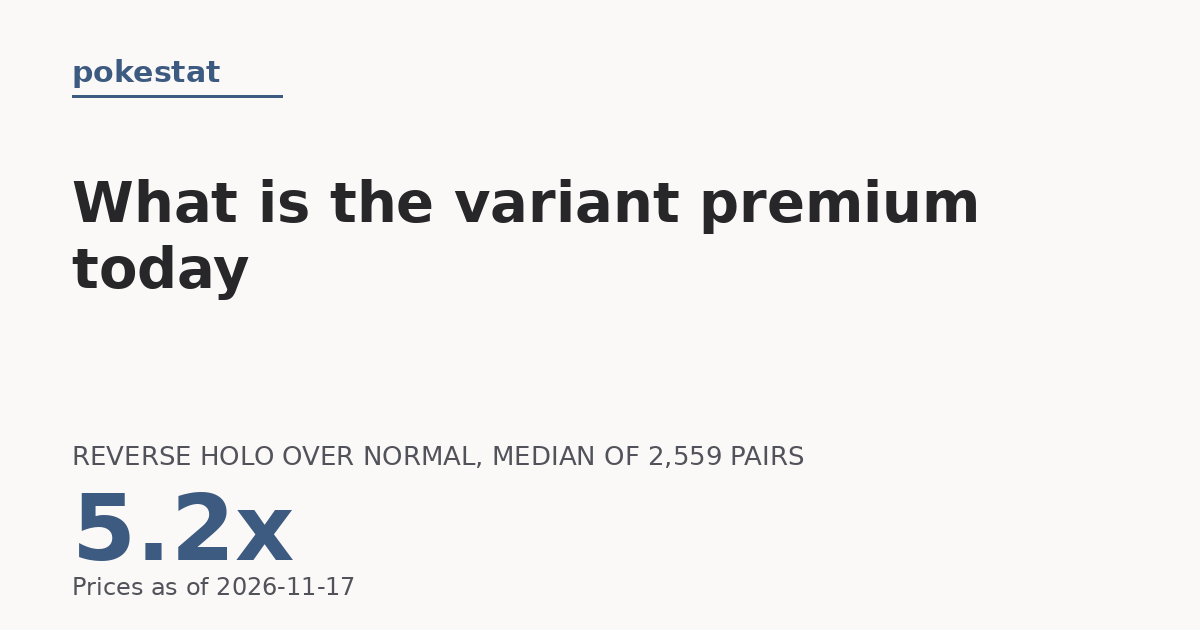 pokestat
What is the variant premium
today
REVERSE HOLO OVER NORMAL, MEDIAN OF 2,559 PAIRS
5.2x
Prices as of 2026-11-17